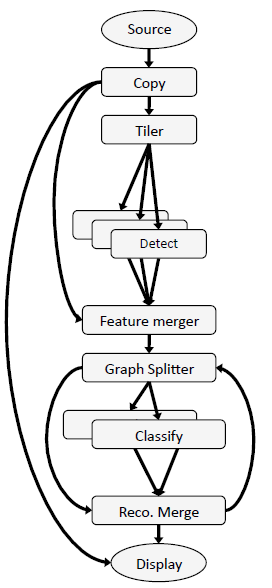 Source
Copy
Tiler
Detect
Feature merger
Graph Splitter
Classify
Reco. Merge
Display